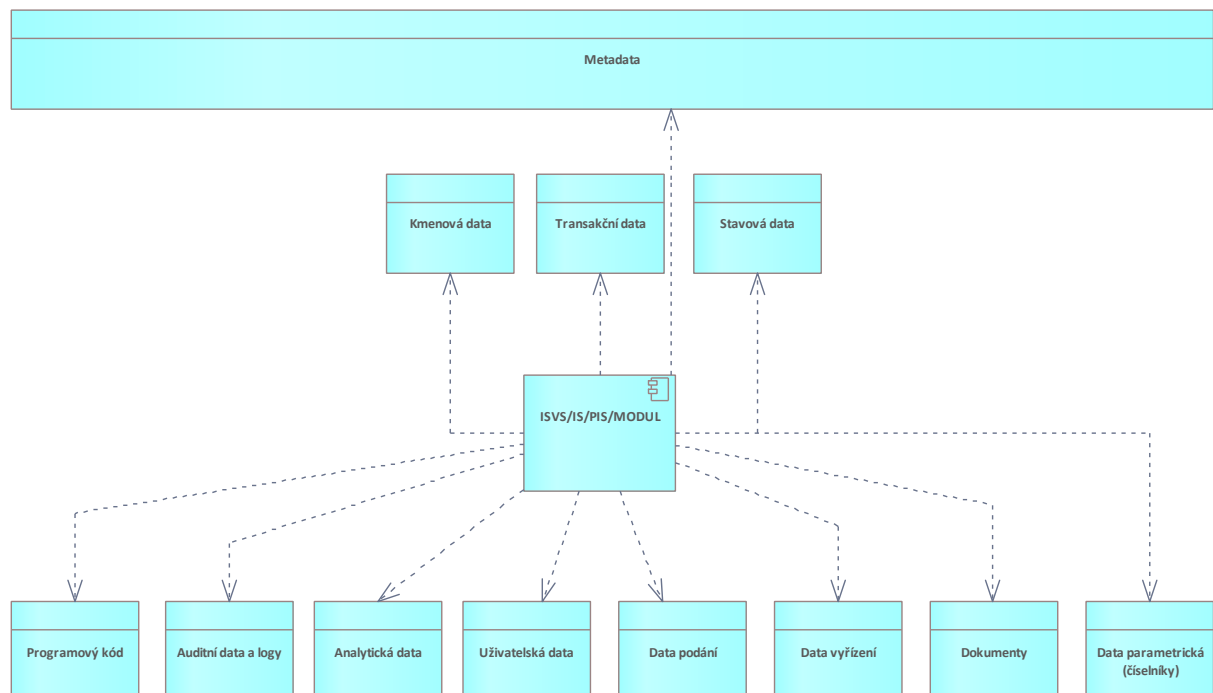 Metadata
Kmenová data
Transakční data
Stavová data
ISVS/IS/PIS/MODUL
Programový kód
Auditní data a logy
Analytická data
Uživatelská data
Data podání
Data vyřízení
Dokumenty
Data parametrická
(číselníky)